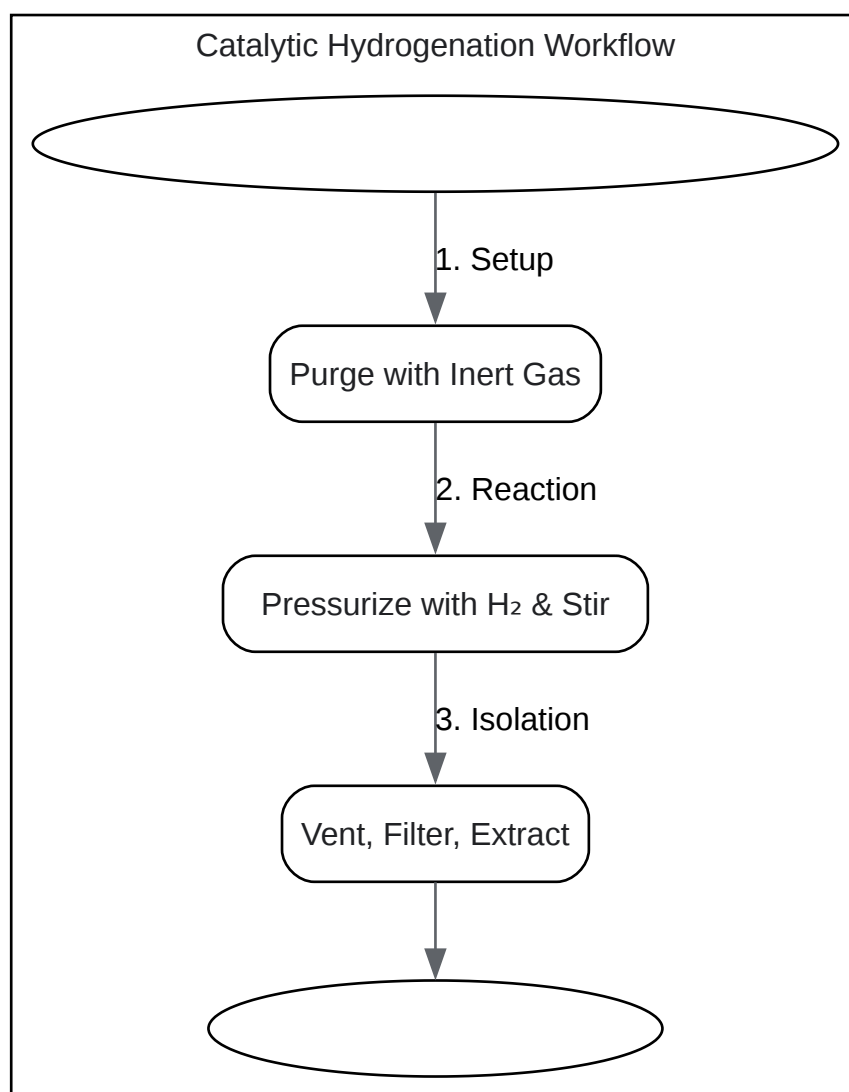 Catalytic Hydrogenation Workflow
1. Setup
Purge with Inert Gas
2. Reaction
Pressurize with H₂ & Stir
3. Isolation
Vent, Filter, Extract